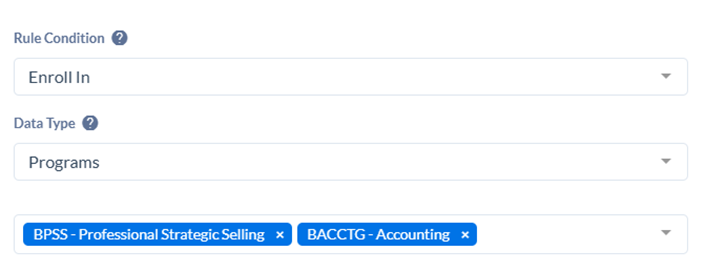 Rule Condition ?
Enroll In
Data Type ?
Programs
BPSS - Professional Strategic Selling × BACCTG - Accounting ×